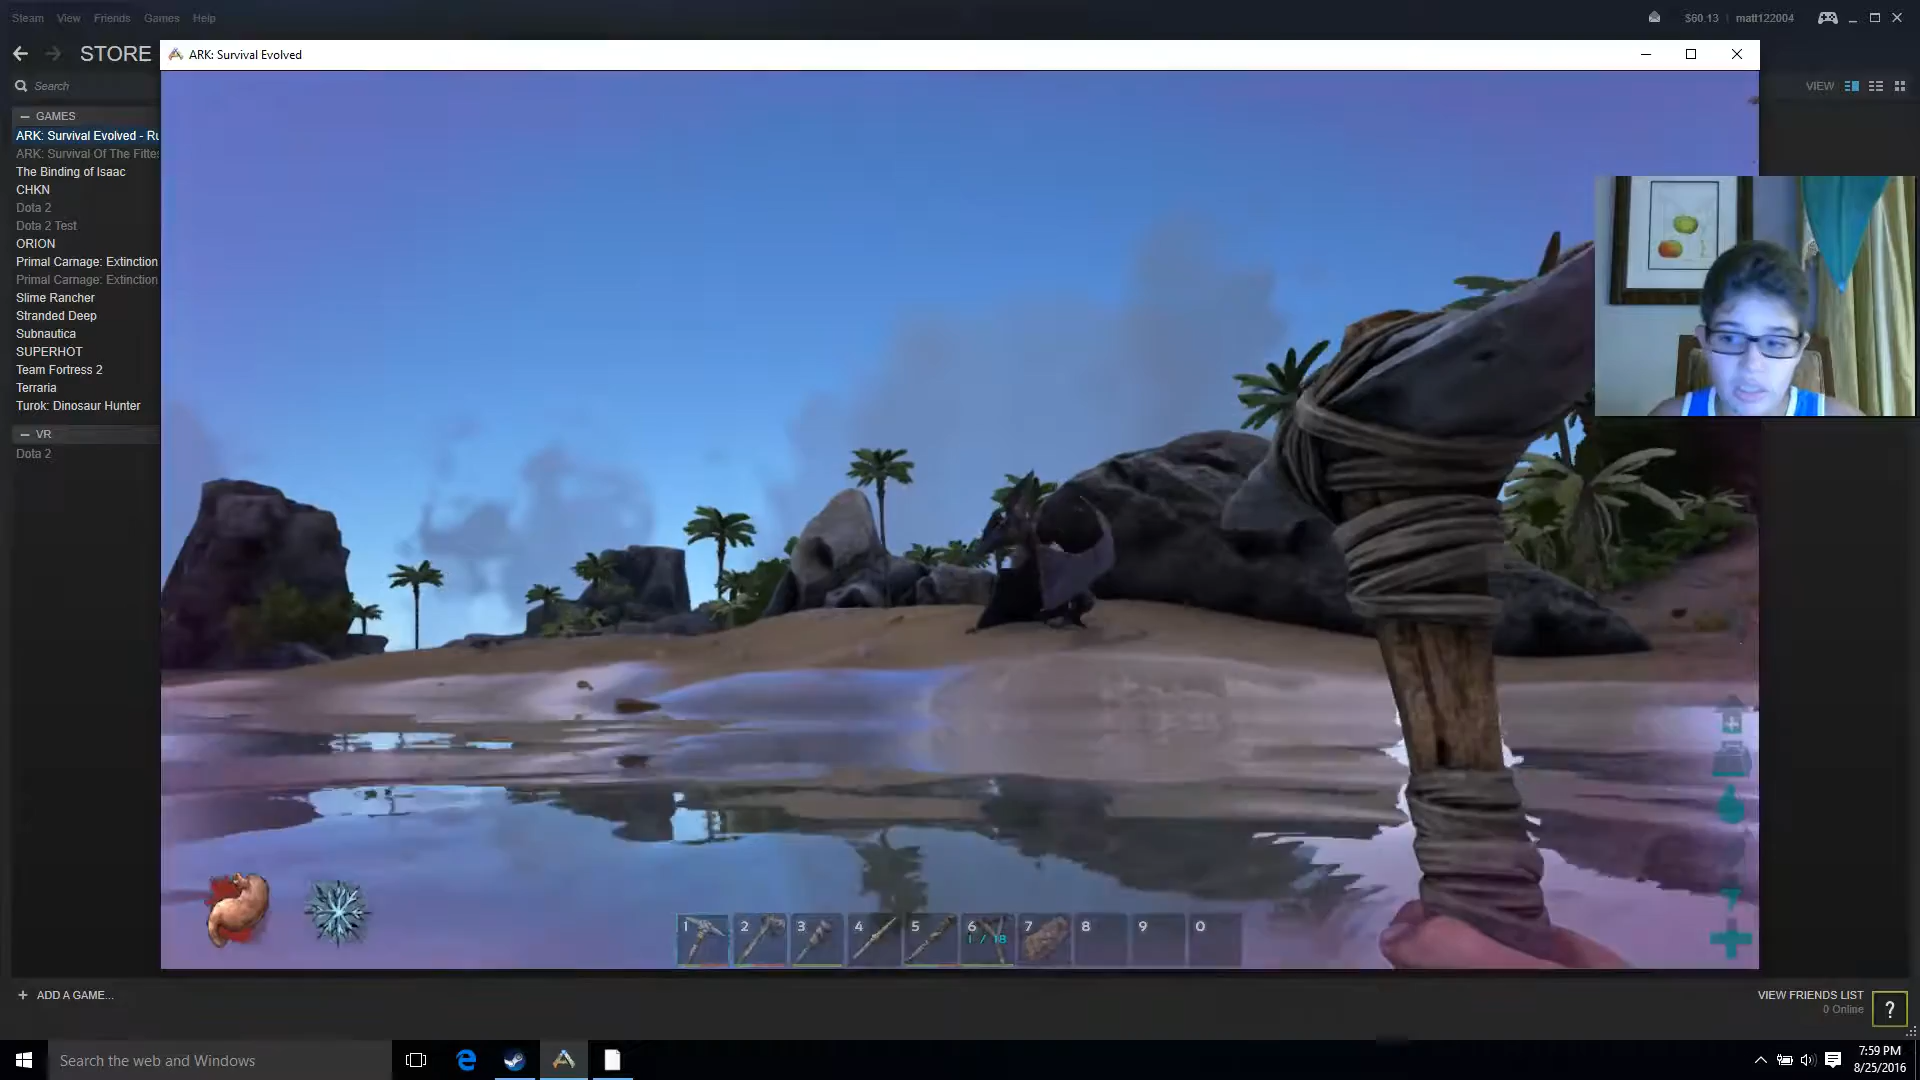 Steam View Friends Games Help
$60.13 matt122004
STORE
ARK: Survival Evolved
Search
VIEW
GAMES
ARK: Survival Evolved - Ru
ARK: Survival Of The Fittes
The Binding of Isaac
CHKN
Dota 2
Dota 2 Test
ORION
Primal Carnage: Extinction
Primal Carnage: Extinction
Slime Rancher
Stranded Deep
Subnautica
SUPERHOT
Team Fortress 2
Terraria
Turok: Dinosaur Hunter
VR
Dota 2
1 2 3 4 5 6 7 8 9 0
1 / 18
+ ADD A GAME...
VIEW FRIENDS LIST
0 Online
?
Search the web and Windows
7:59 PM
8/25/2016